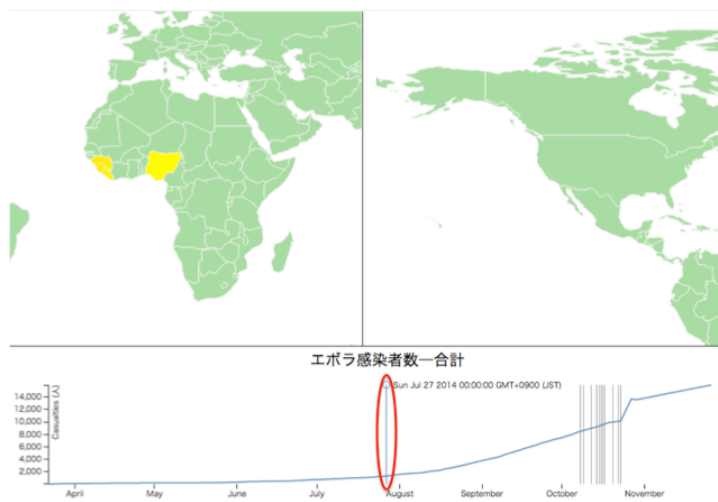 エボラ感染者数—合計
Sun Jul 27 2014 00:00:00 GMT+0900 (JST)
Casualties (人)
14,000
12,000
10,000
8,000
6,000
4,000
2,000
April May June July August September October November